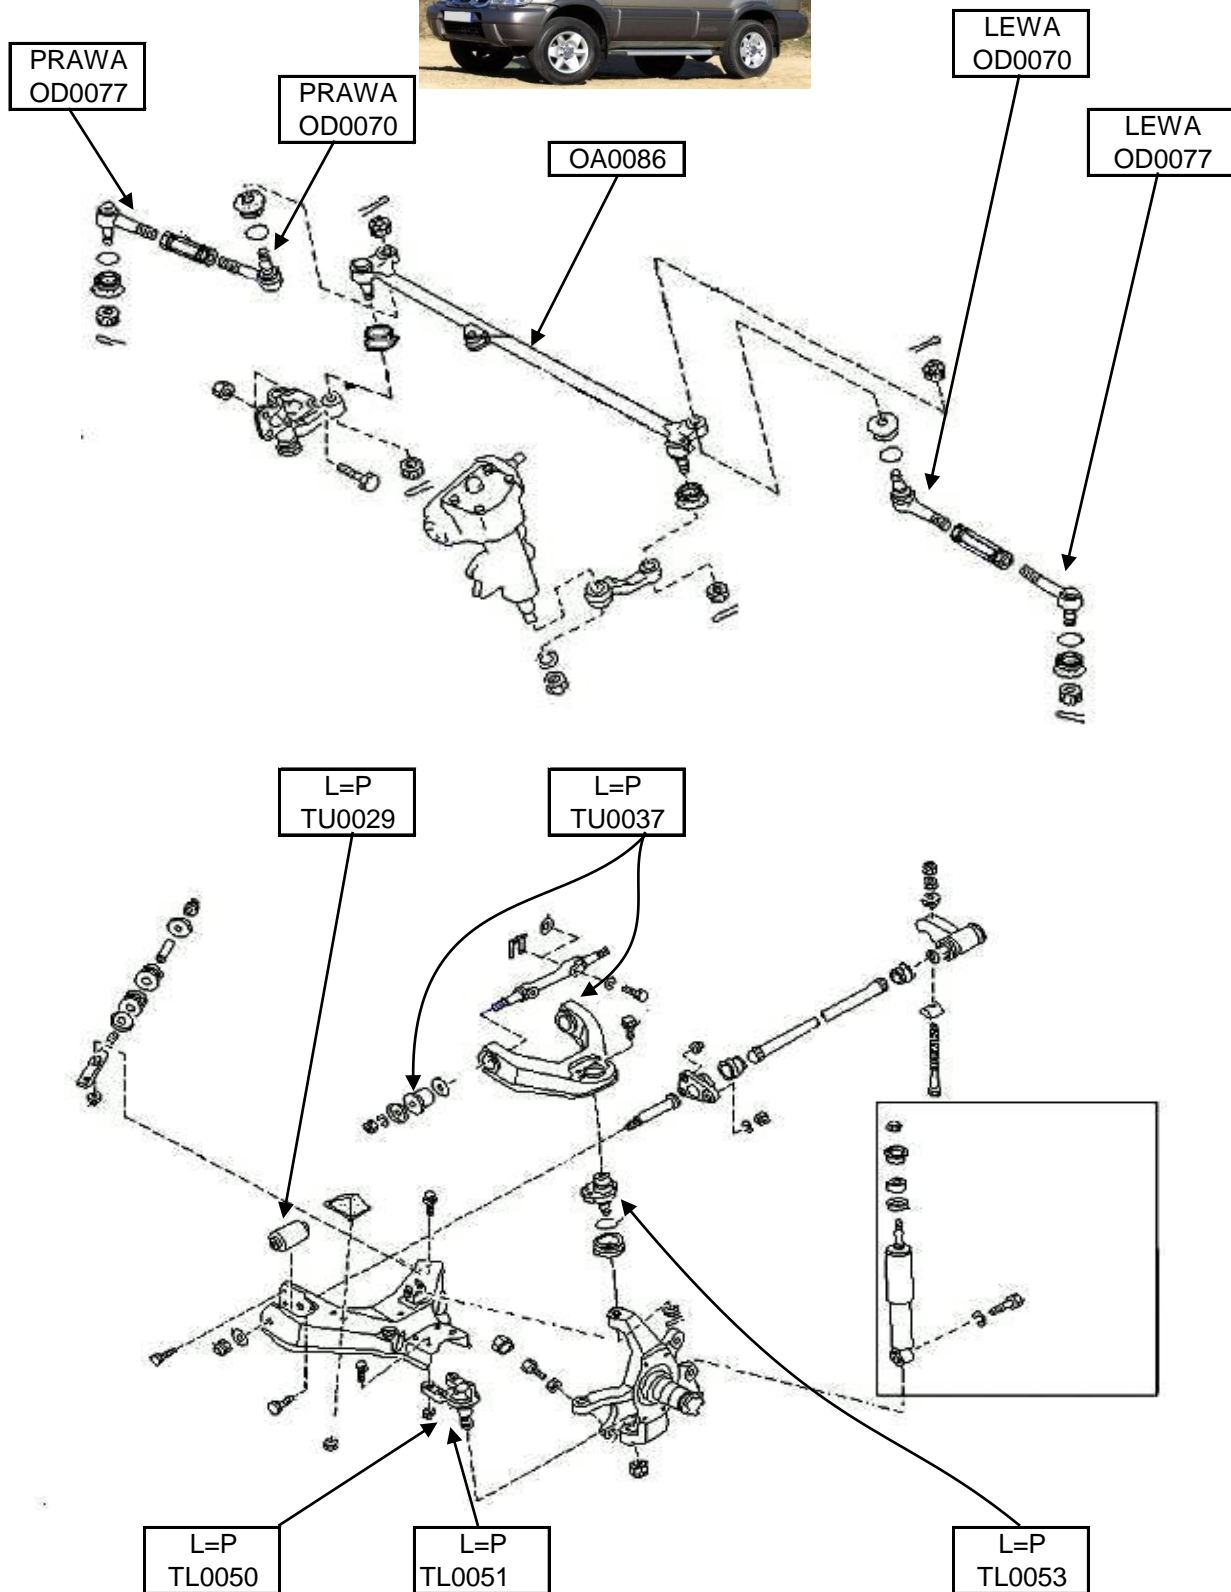 LEWA
OD0070
PRAWA
OD0077
PRAWA
OD0070
LEWA
OD0077
OA0086
L=P
TU0029
L=P
TU0037
L=P
TL0050
L=P
TL0051
L=P
TL0053